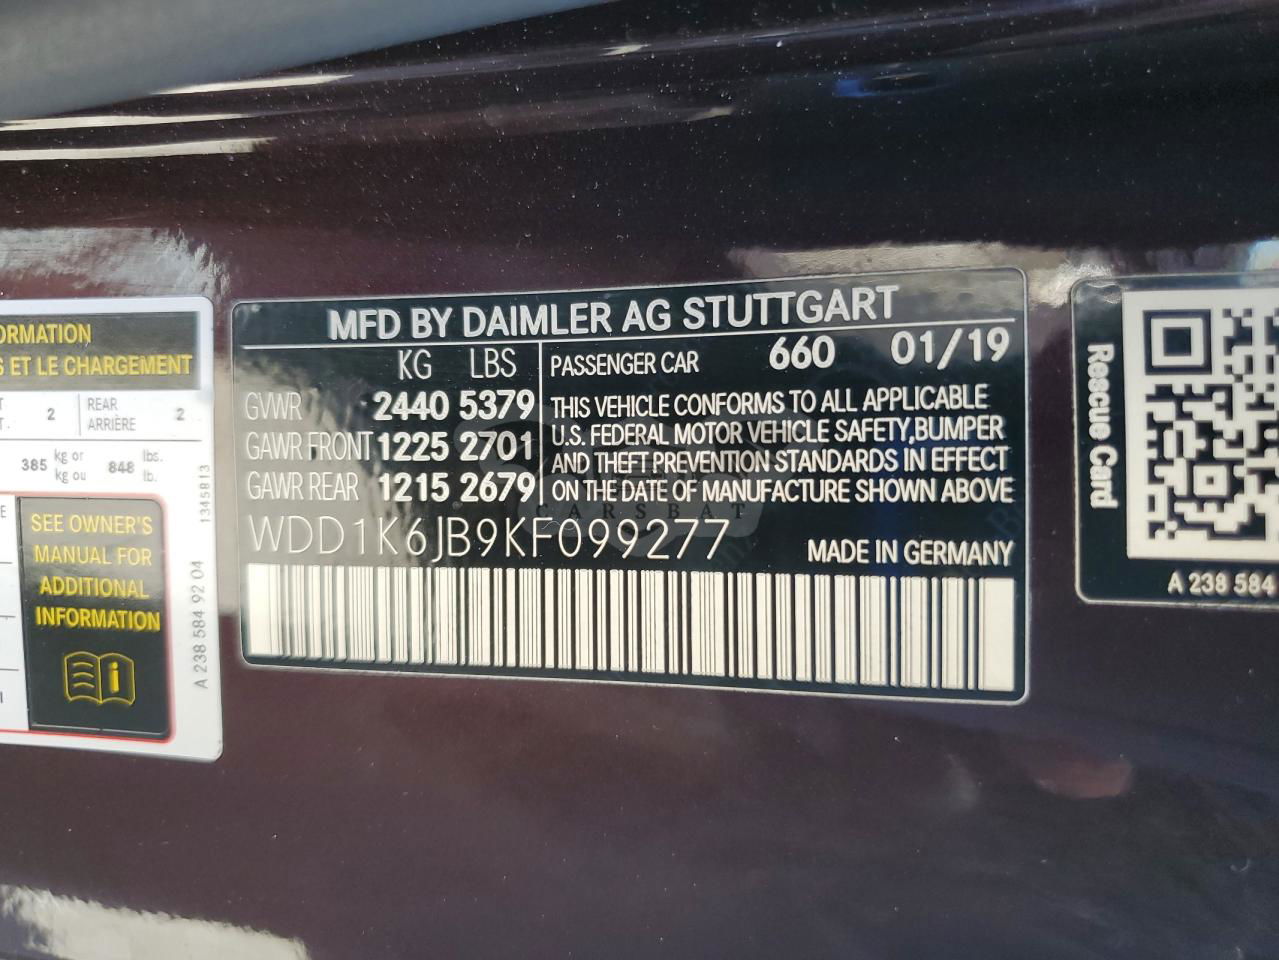 ORMATION
S ET LE CHARGEMENT
2 REAR ARRIÈRE 2
385 kg or kg ou 848 lbs. lb.
SEE OWNER'S
MANUAL FOR
ADDITIONAL
INFORMATION
i
1345813
A 238 584 92 04
MFD BY DAIMLER AG STUTTGART
KG LBS PASSENGER CAR 660 01/19
GVWR 2440 5379 THIS VEHICLE CONFORMS TO ALL APPLICABLE
GAWR FRONT 1225 2701 U.S. FEDERAL MOTOR VEHICLE SAFETY,BUMPER
AND THEFT PREVENTION STANDARDS IN EFFECT
GAWR REAR 1215 2679 ON THE DATE OF MANUFACTURE SHOWN ABOVE
WDD1K6JB9KF099277 MADE IN GERMANY
CARSBAT
Rescue Card
A 238 584